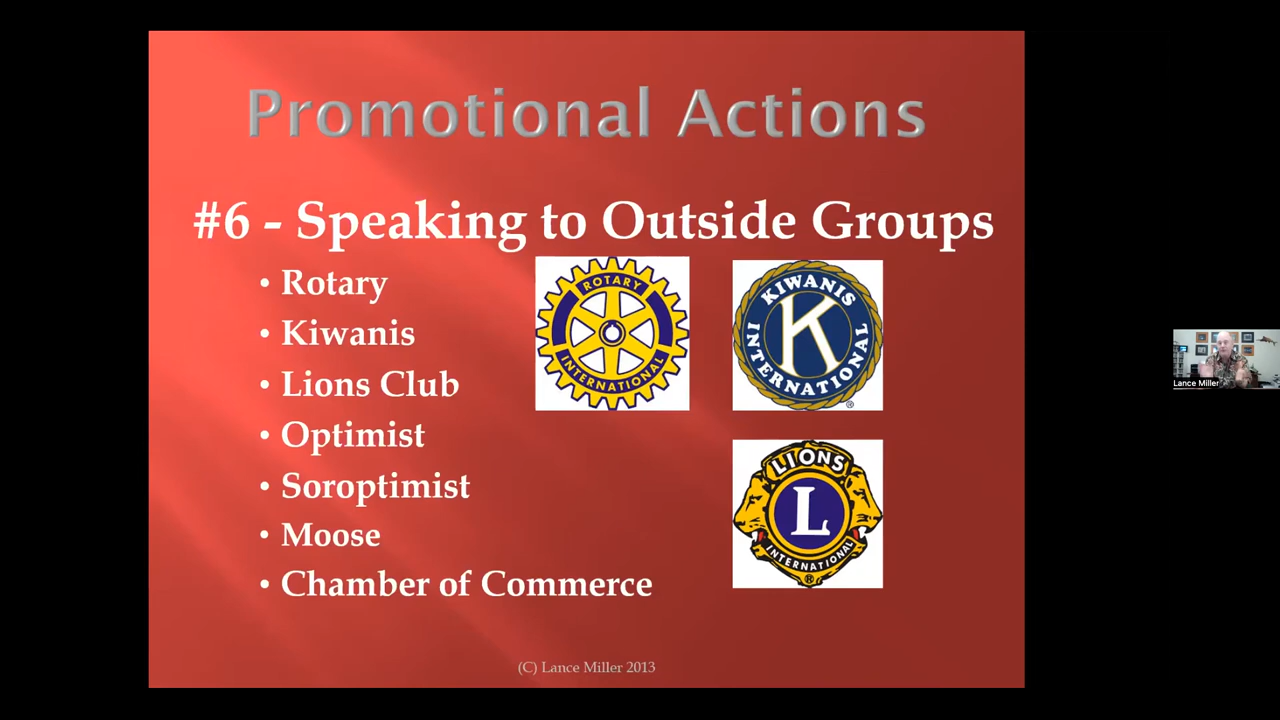 Promotional Actions
#6 - Speaking to Outside Groups
• Rotary
• Kiwanis
• Lions Club
• Optimist
• Soroptimist
• Moose
• Chamber of Commerce
ROTARY
INTERNATIONAL
KIWANIS
K
INTERNATIONAL
®
LIONS
L
INTERNATIONAL
®
(C) Lance Miller 2013
Lance Miller